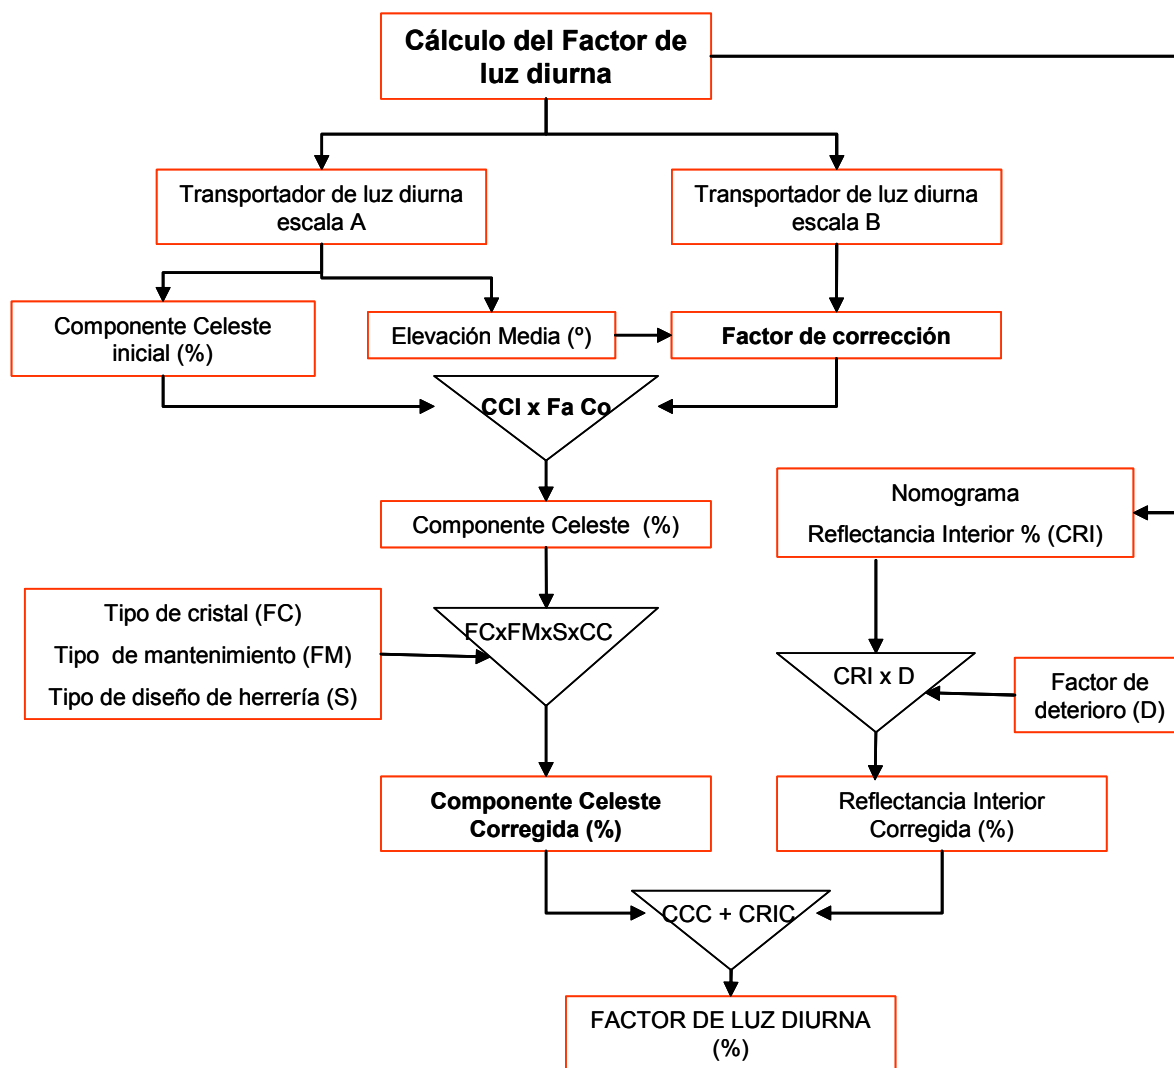 Cálculo del Factor de
luz diurna
Transportador de luz diurna
escala A
Transportador de luz diurna
escala B
Componente Celeste
inicial (%)
Elevación Media (º)
Factor de corrección
CCI x Fa Co
Componente Celeste (%)
Nomograma
Reflectancia Interior % (CRI)
Tipo de cristal (FC)
Tipo de mantenimiento (FM)
Tipo de diseño de herrería (S)
FCxFMxSxCC
CRI x D
Factor de
deterioro (D)
Componente Celeste
Corregida (%)
Reflectancia Interior
Corregida (%)
CCC + CRIC
FACTOR DE LUZ DIURNA
(%)